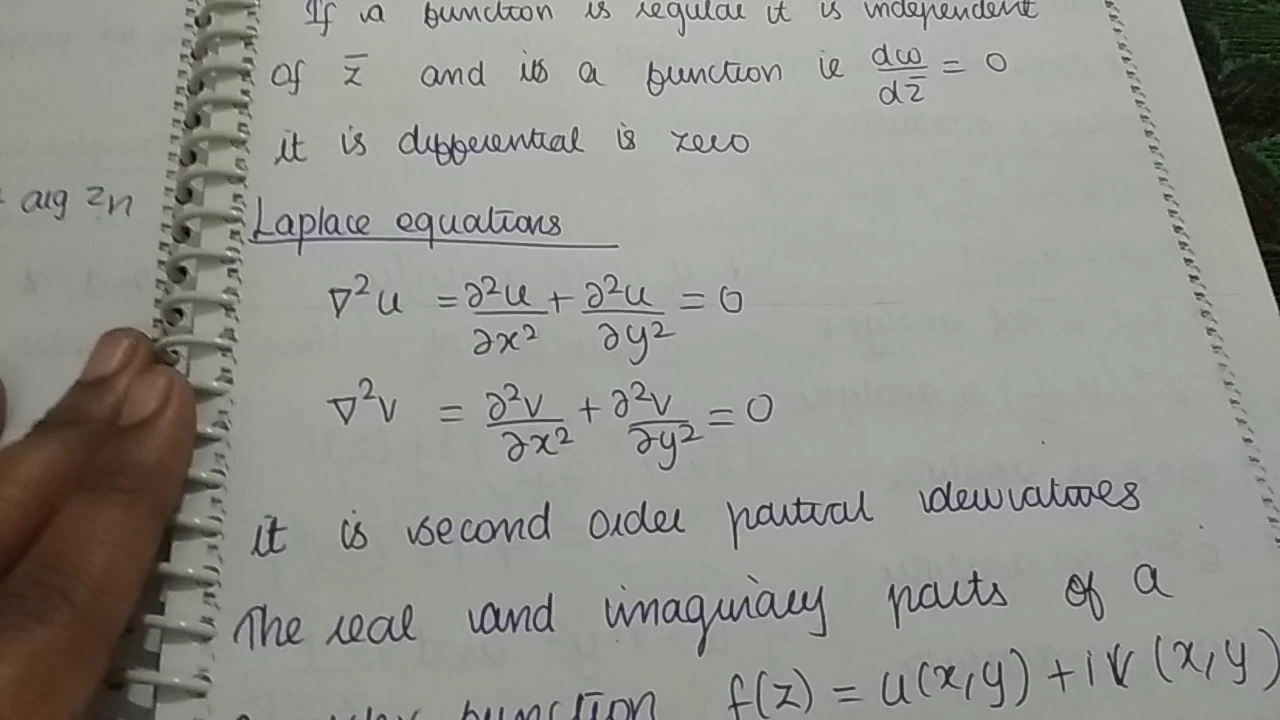 If a function is regular it is independent
of z̅ and its a function ie dω/dz̅ = 0
it is differential is zero
arg zn
Laplace equations
∇²u = ∂²u/∂x² + ∂²u/∂y² = 0
∇²v = ∂²v/∂x² + ∂²v/∂y² = 0
it is second order partial derivatives
The real and imaginary parts of a
function f(z) = u(x,y) + iv(x,y)